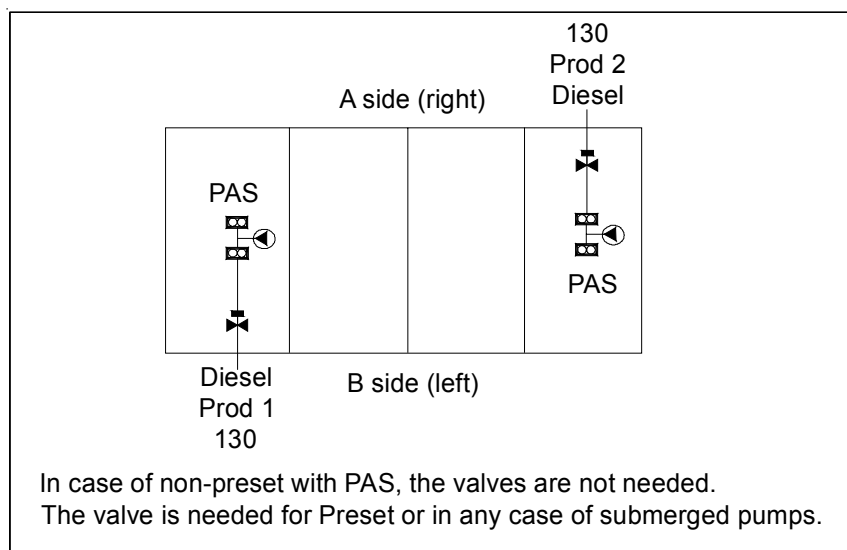 130
Prod 2
Diesel
A side (right)
PAS
PAS
Diesel
Prod 1
130
B side (left)
In case of non-preset with PAS, the valves are not needed.
The valve is needed for Preset or in any case of submerged pumps.